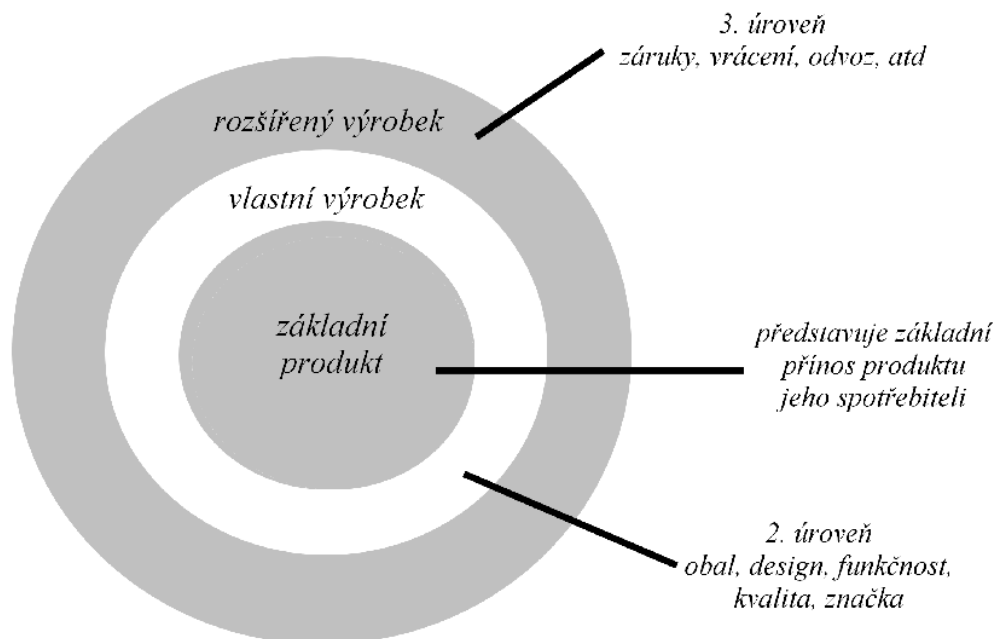 3. úroveň
záruky, vrácení, odvoz, atd
rozšířený výrobek
vlastní výrobek
základní
produkt
představuje základní
přínos produktu
jeho spotřebiteli
2. úroveň
obal, design, funkčnost,
kvalita, značka